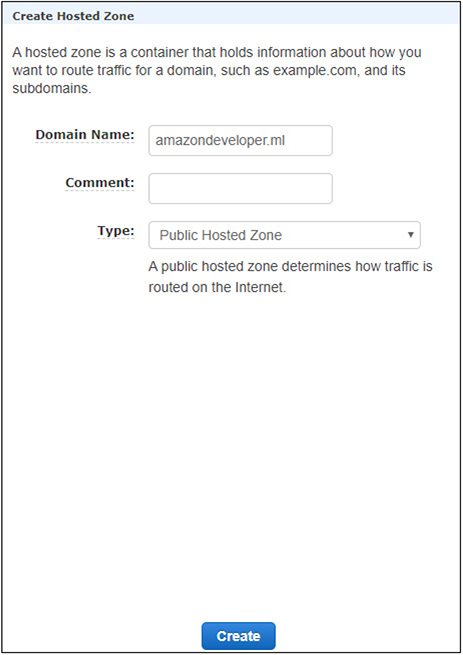 Create Hosted Zone
A hosted zone is a container that holds information about how you
want to route traffic for a domain, such as example.com, and its
subdomains.
Domain Name: amazondeveloper.ml
Comment:
Type: Public Hosted Zone
A public hosted zone determines how traffic is
routed on the Internet.
Create